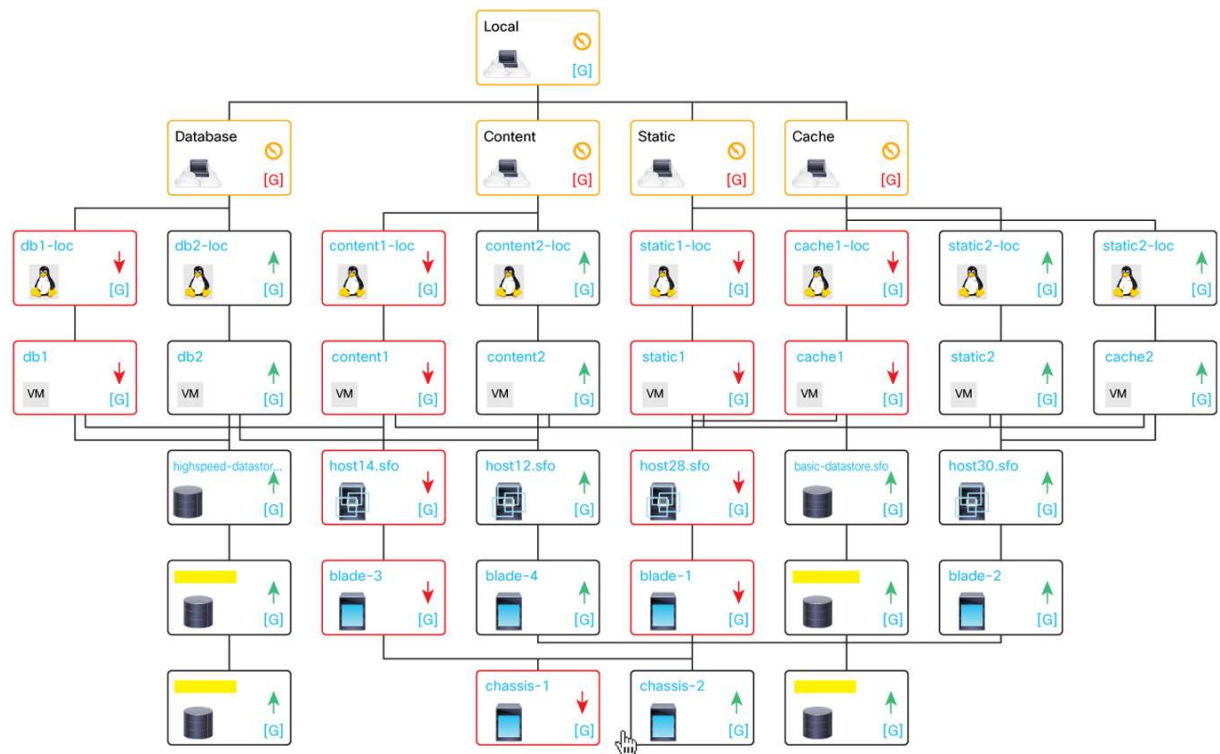 Local
[G]
Database
[G]
Content
[G]
Static
[G]
Cache
[G]
db1-loc
[G]
db2-loc
[G]
content1-loc
[G]
content2-loc
[G]
static1-loc
[G]
cache1-loc
[G]
static2-loc
[G]
static2-loc
[G]
db1
VM
[G]
db2
VM
[G]
content1
VM
[G]
content2
VM
[G]
static1
VM
[G]
cache1
VM
[G]
static2
VM
[G]
cache2
VM
[G]
highspeed-datastor...
[G]
host14.sfo
[G]
host12.sfo
[G]
host28.sfo
[G]
basic-datastore.sfo
[G]
host30.sfo
[G]
[G]
blade-3
[G]
blade-4
[G]
blade-1
[G]
[G]
blade-2
[G]
[G]
chassis-1
[G]
chassis-2
[G]
[G]